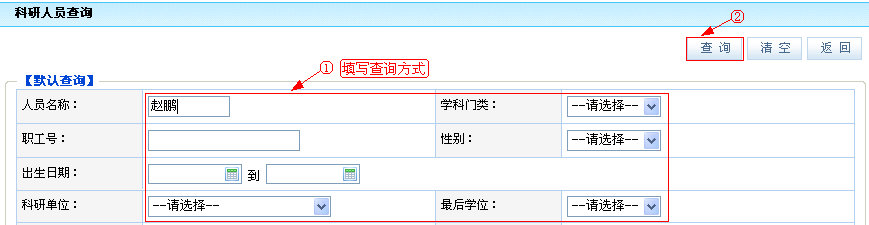 科研人员查询
②
查 询 清 空 返 回
① 填写查询方式
【默认查询】
人员名称： 赵鹏 学科门类： --请选择--
职工号： 性别： --请选择--
出生日期： 到
科研单位： --请选择-- 最后学位： --请选择--